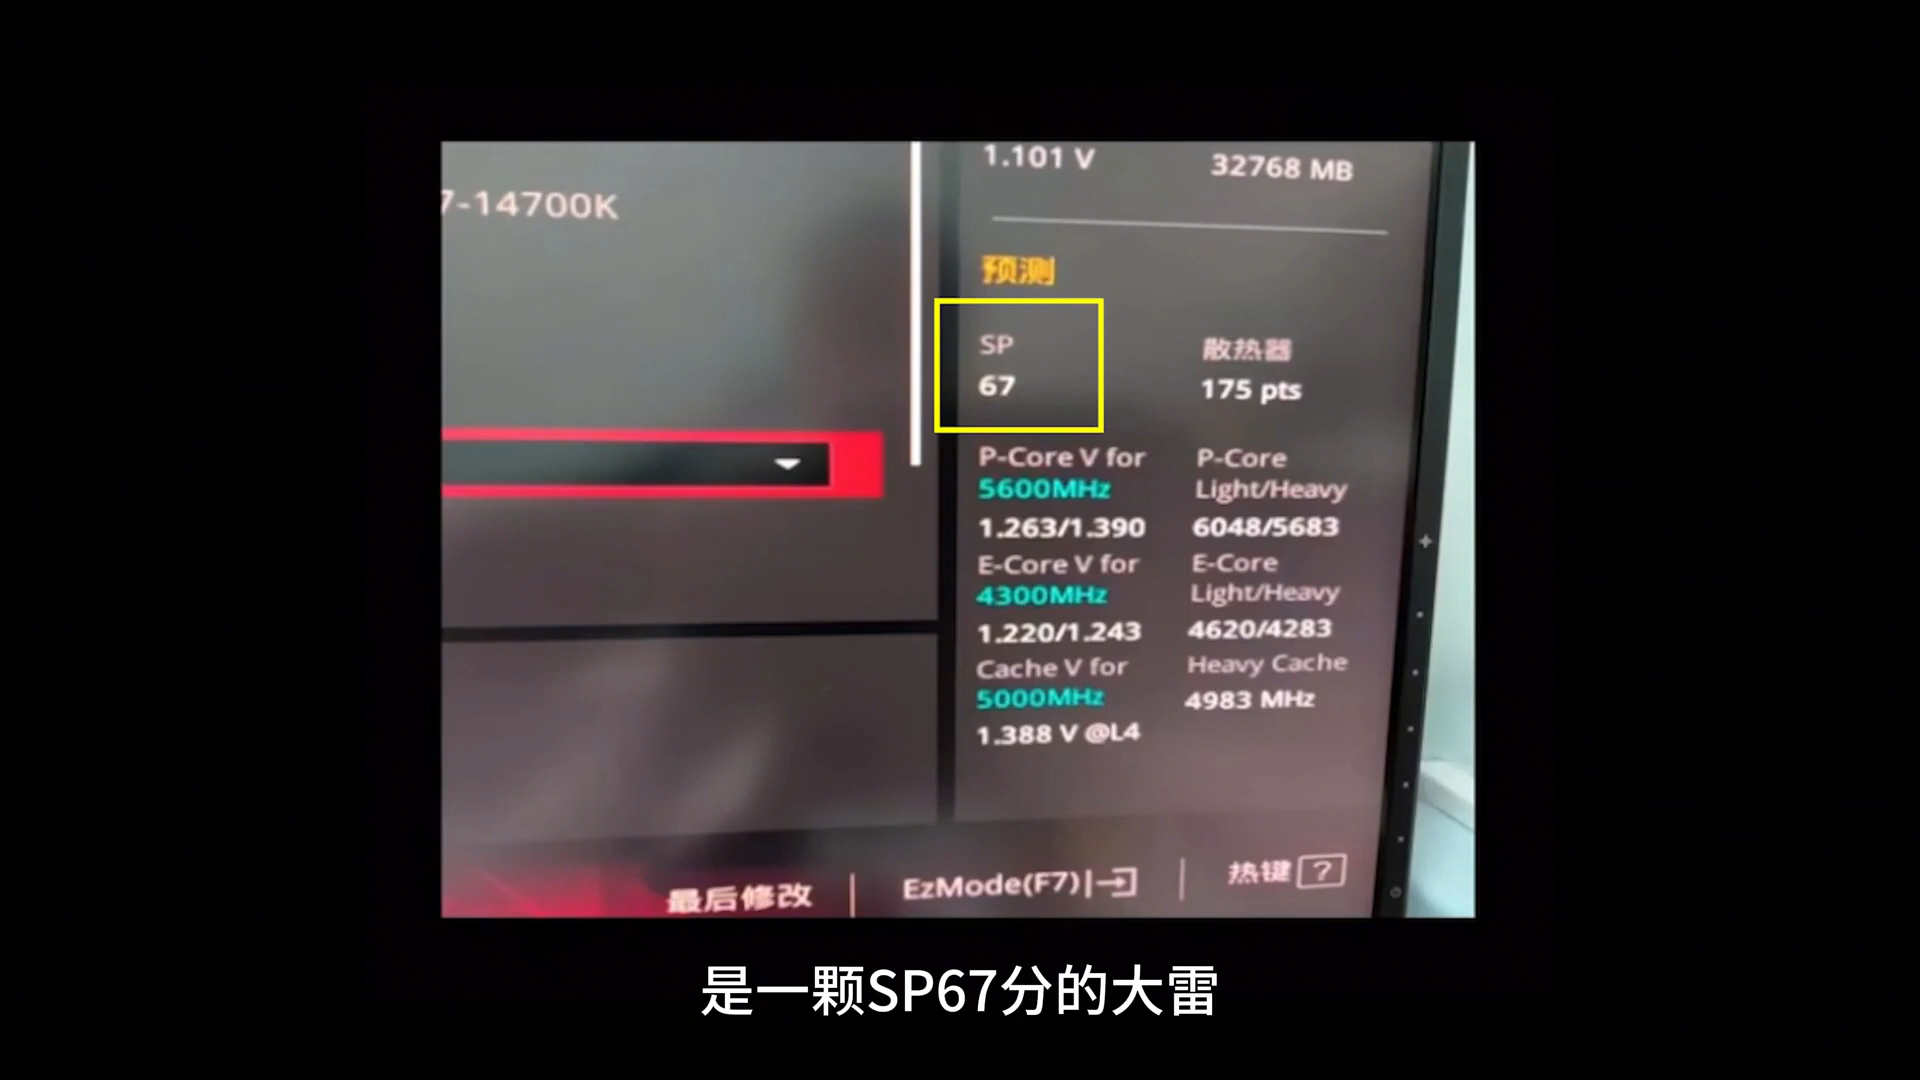 7-14700K
1.101 V
32768 MB
预测
SP
67
散热器
175 pts
P-Core V for
5600MHz
1.263/1.390
P-Core
Light/Heavy
6048/5683
E-Core V for
4300MHz
1.220/1.243
E-Core
Light/Heavy
4620/4283
Cache V for
5000MHz
1.388 V @L4
Heavy Cache
4983 MHz
最后修改
EzMode(F7)
热键 ?
是一颗SP67分的大雷